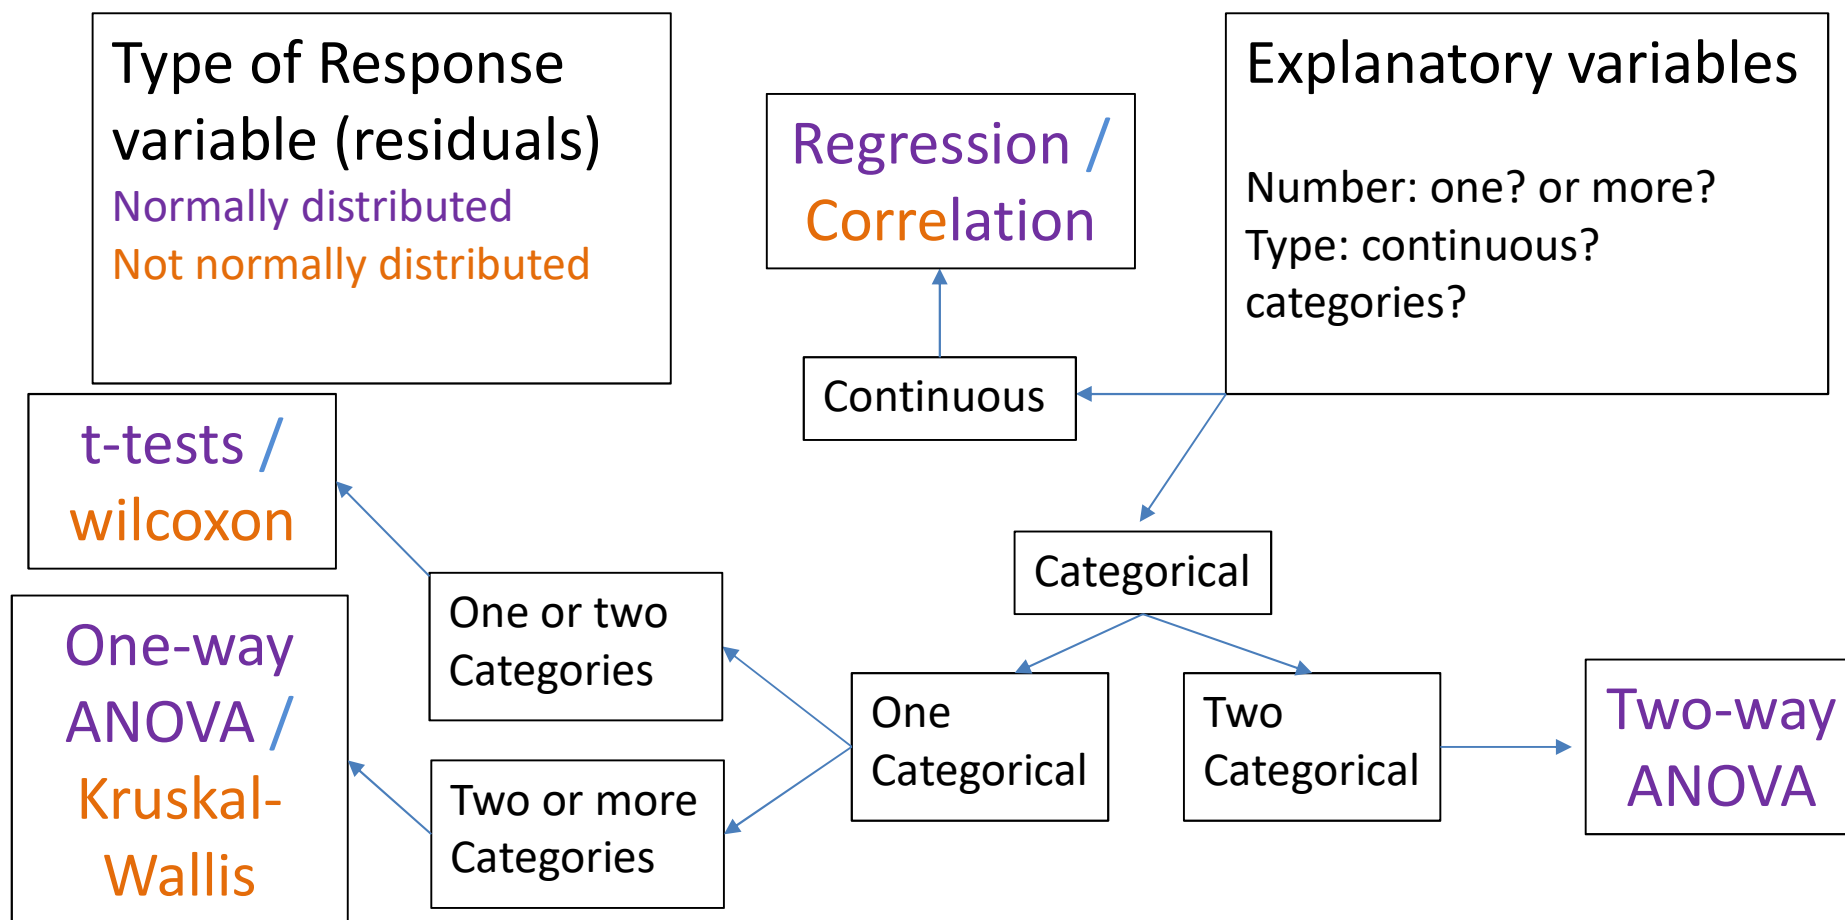 Type of Response
variable (residuals)
Normally distributed
Not normally distributed
Regression /
Correlation
Explanatory variables
Number: one? or more?
Type: continuous?
categories?
Continuous
t-tests /
wilcoxon
Categorical
One or two
Categories
One-way
ANOVA /
Kruskal-
Wallis
Two or more
Categories
One
Categorical
Two
Categorical
Two-way
ANOVA